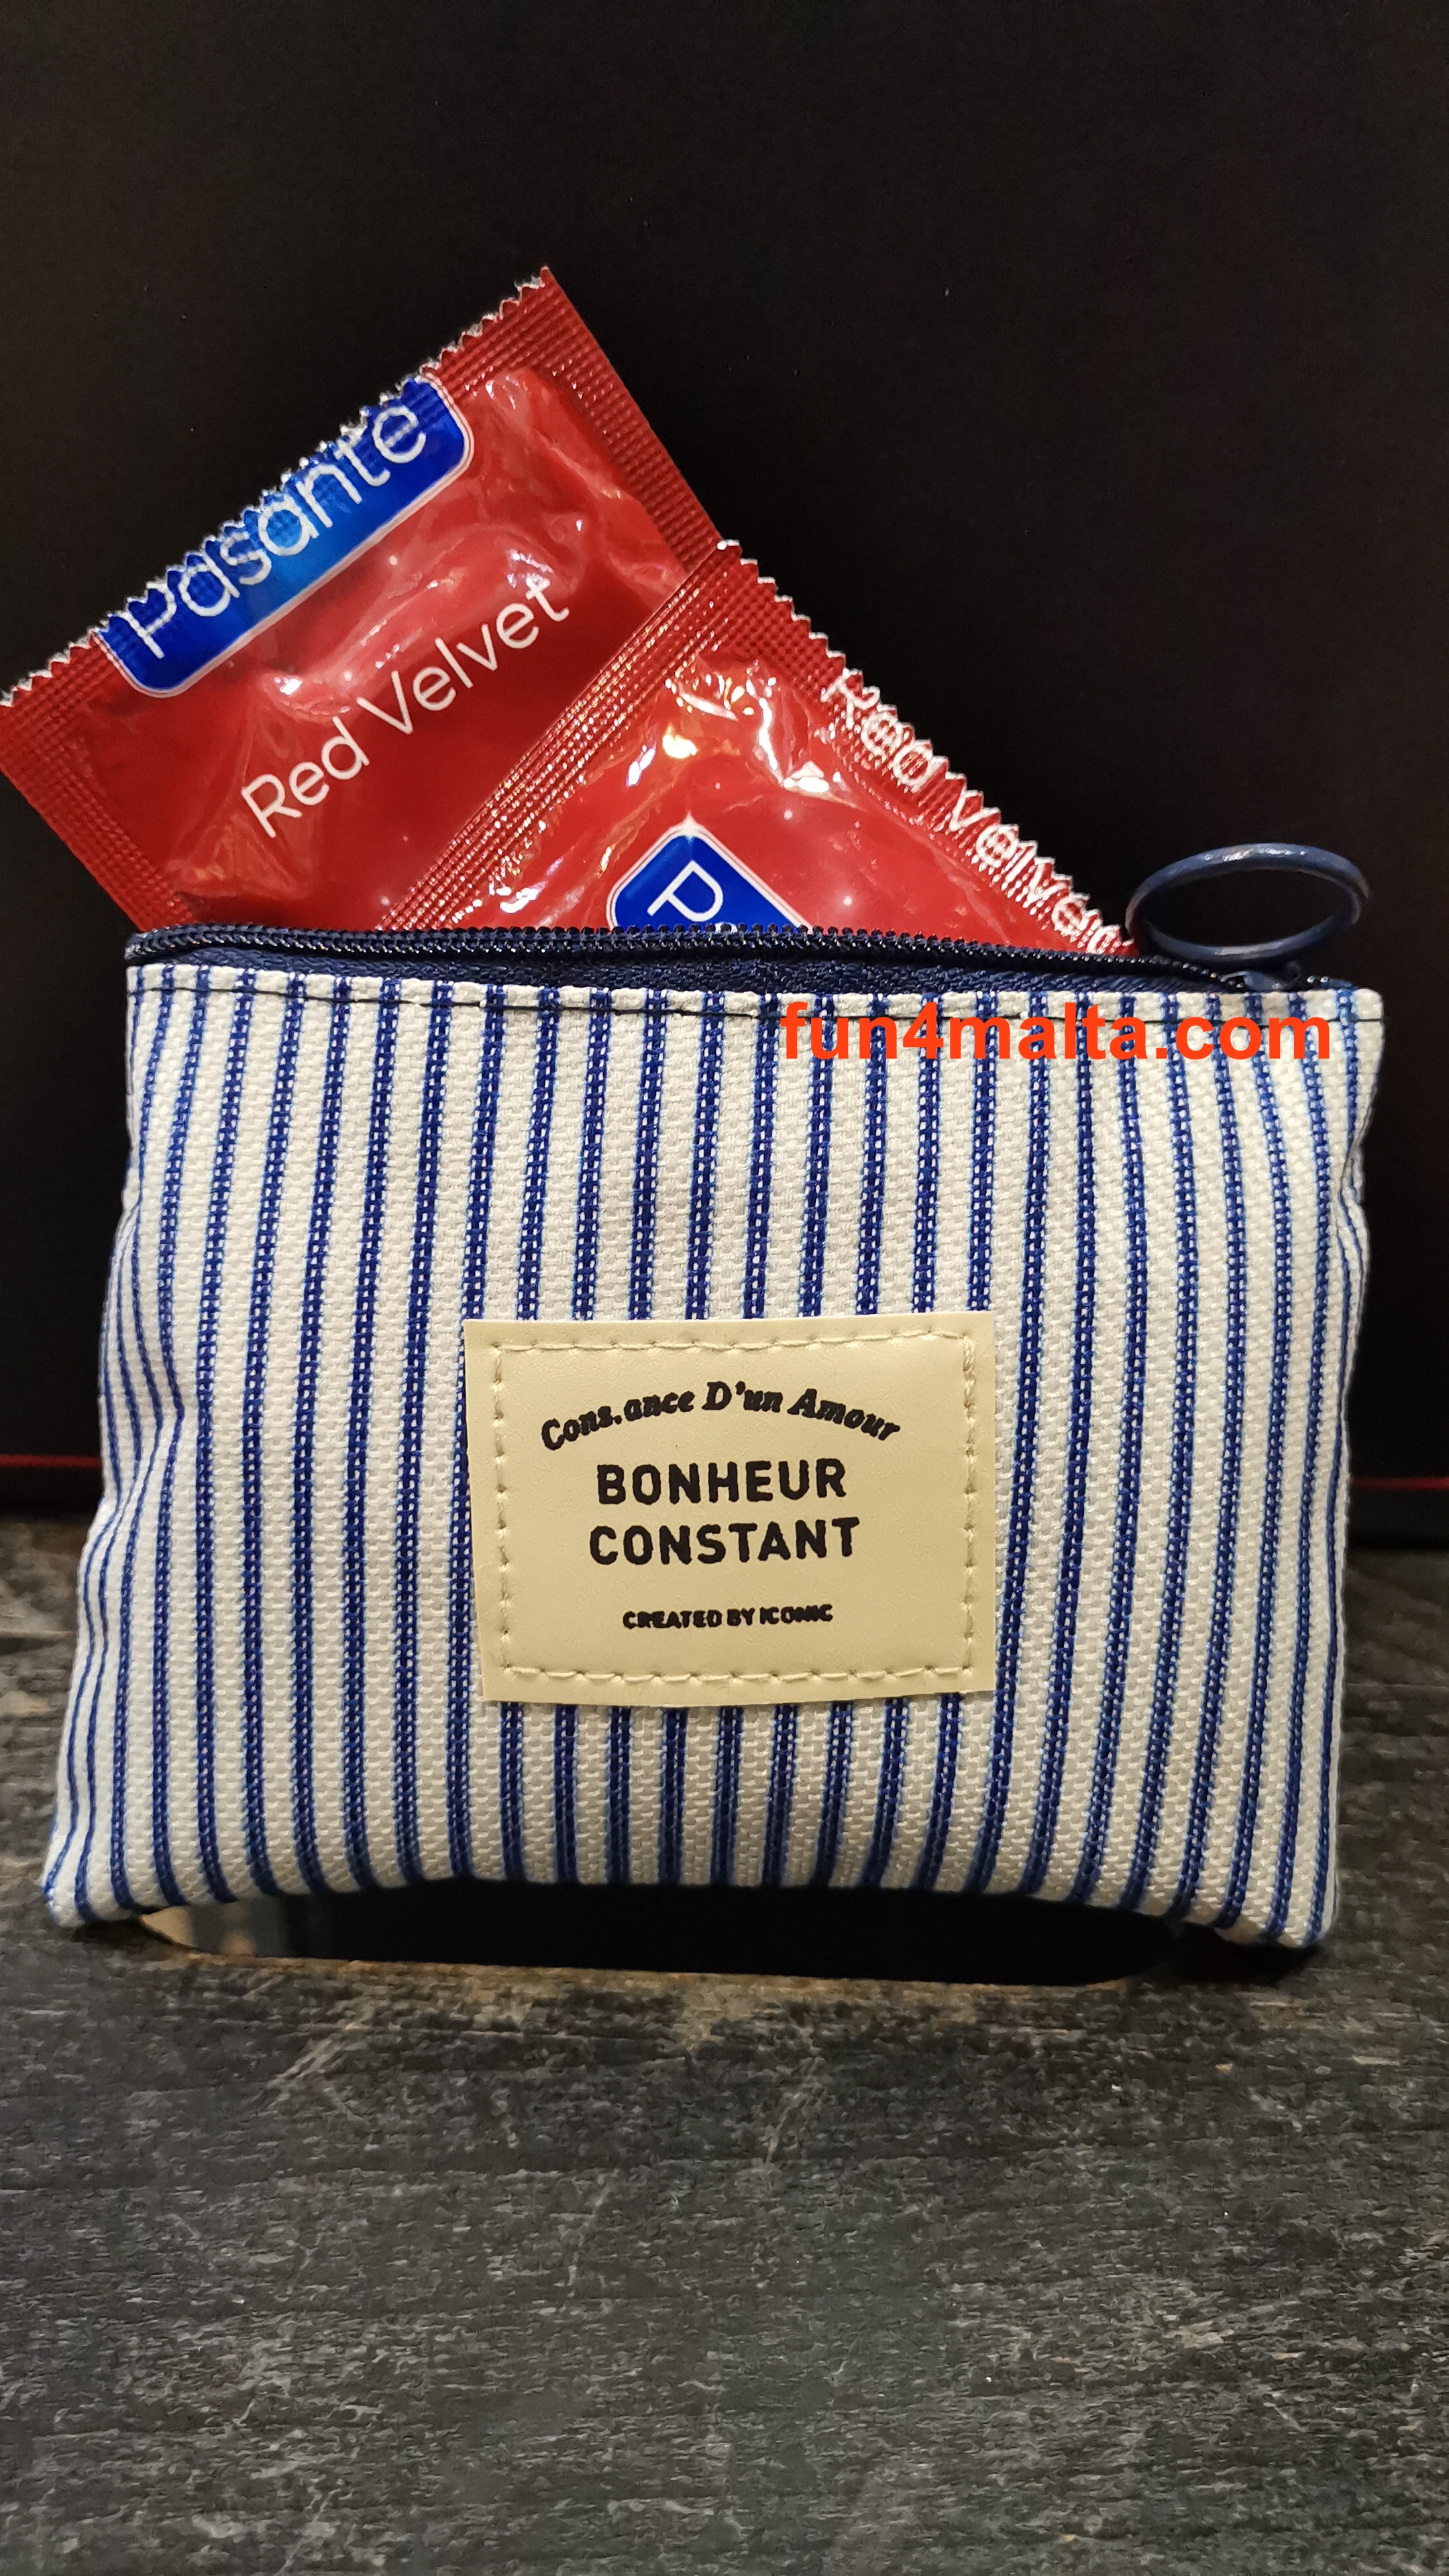 Pasante
Red Velvet
Red Velvet
P
fun4malta.com
Cons.ance D'un Amour
BONHEUR
CONSTANT
CREATED BY ICONIC